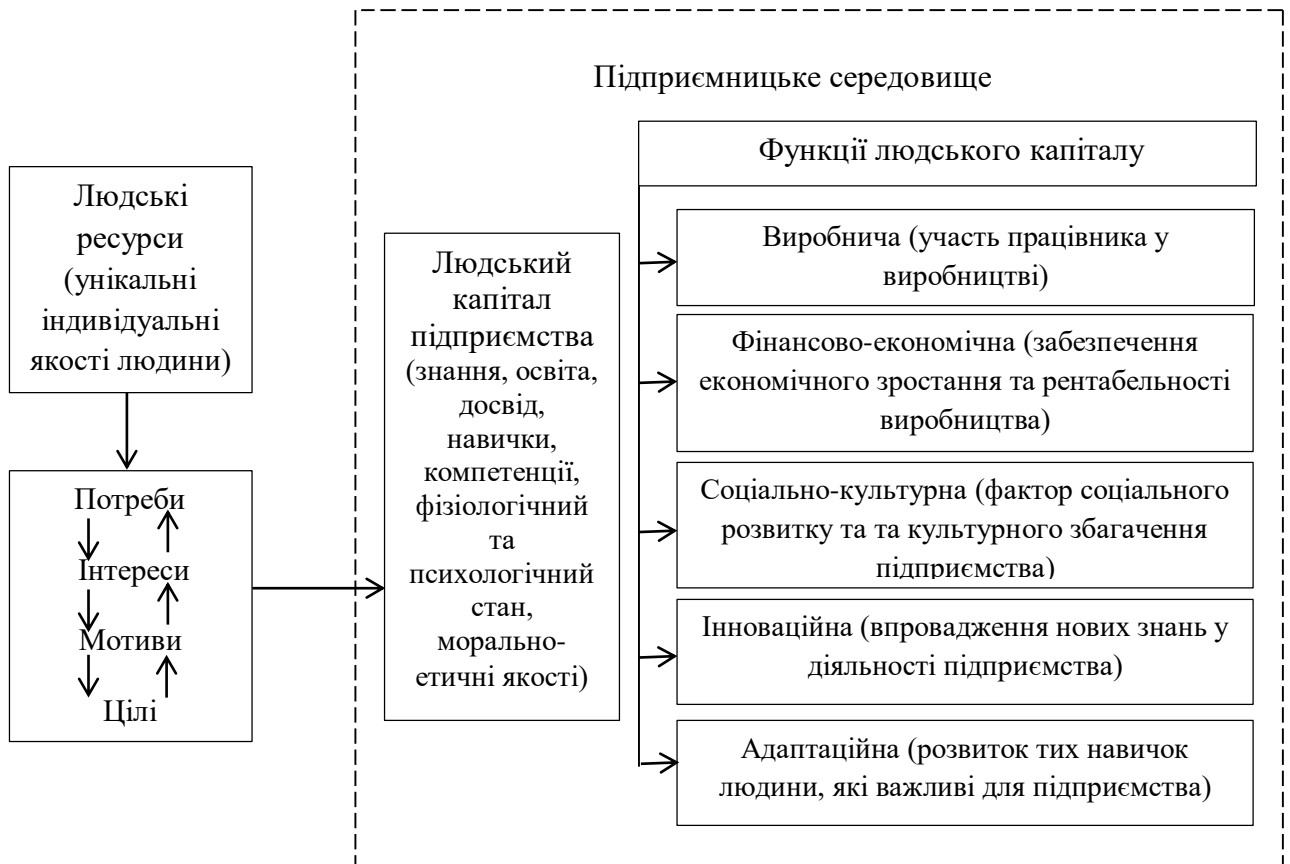 Підприємницьке середовище
Людські
ресурси
(унікальні
індивідуальні
якості людини)
Потреби
Інтереси
Мотиви
Цілі
Людський
капітал
підприємства
(знання, освіта,
досвід,
навички,
компетенції,
фізіологічний
та
психологічний
стан,
морально-
етичні якості)
Функції людського капіталу
Виробнича (участь працівника у
виробництві)
Фінансово-економічна (забезпечення
економічного зростання та рентабельності
виробництва)
Соціально-культурна (фактор соціального
розвитку та та культурного збагачення
підприємства)
Інноваційна (впровадження нових знань у
діяльності підприємства)
Адаптаційна (розвиток тих навичок
людини, які важливі для підприємства)